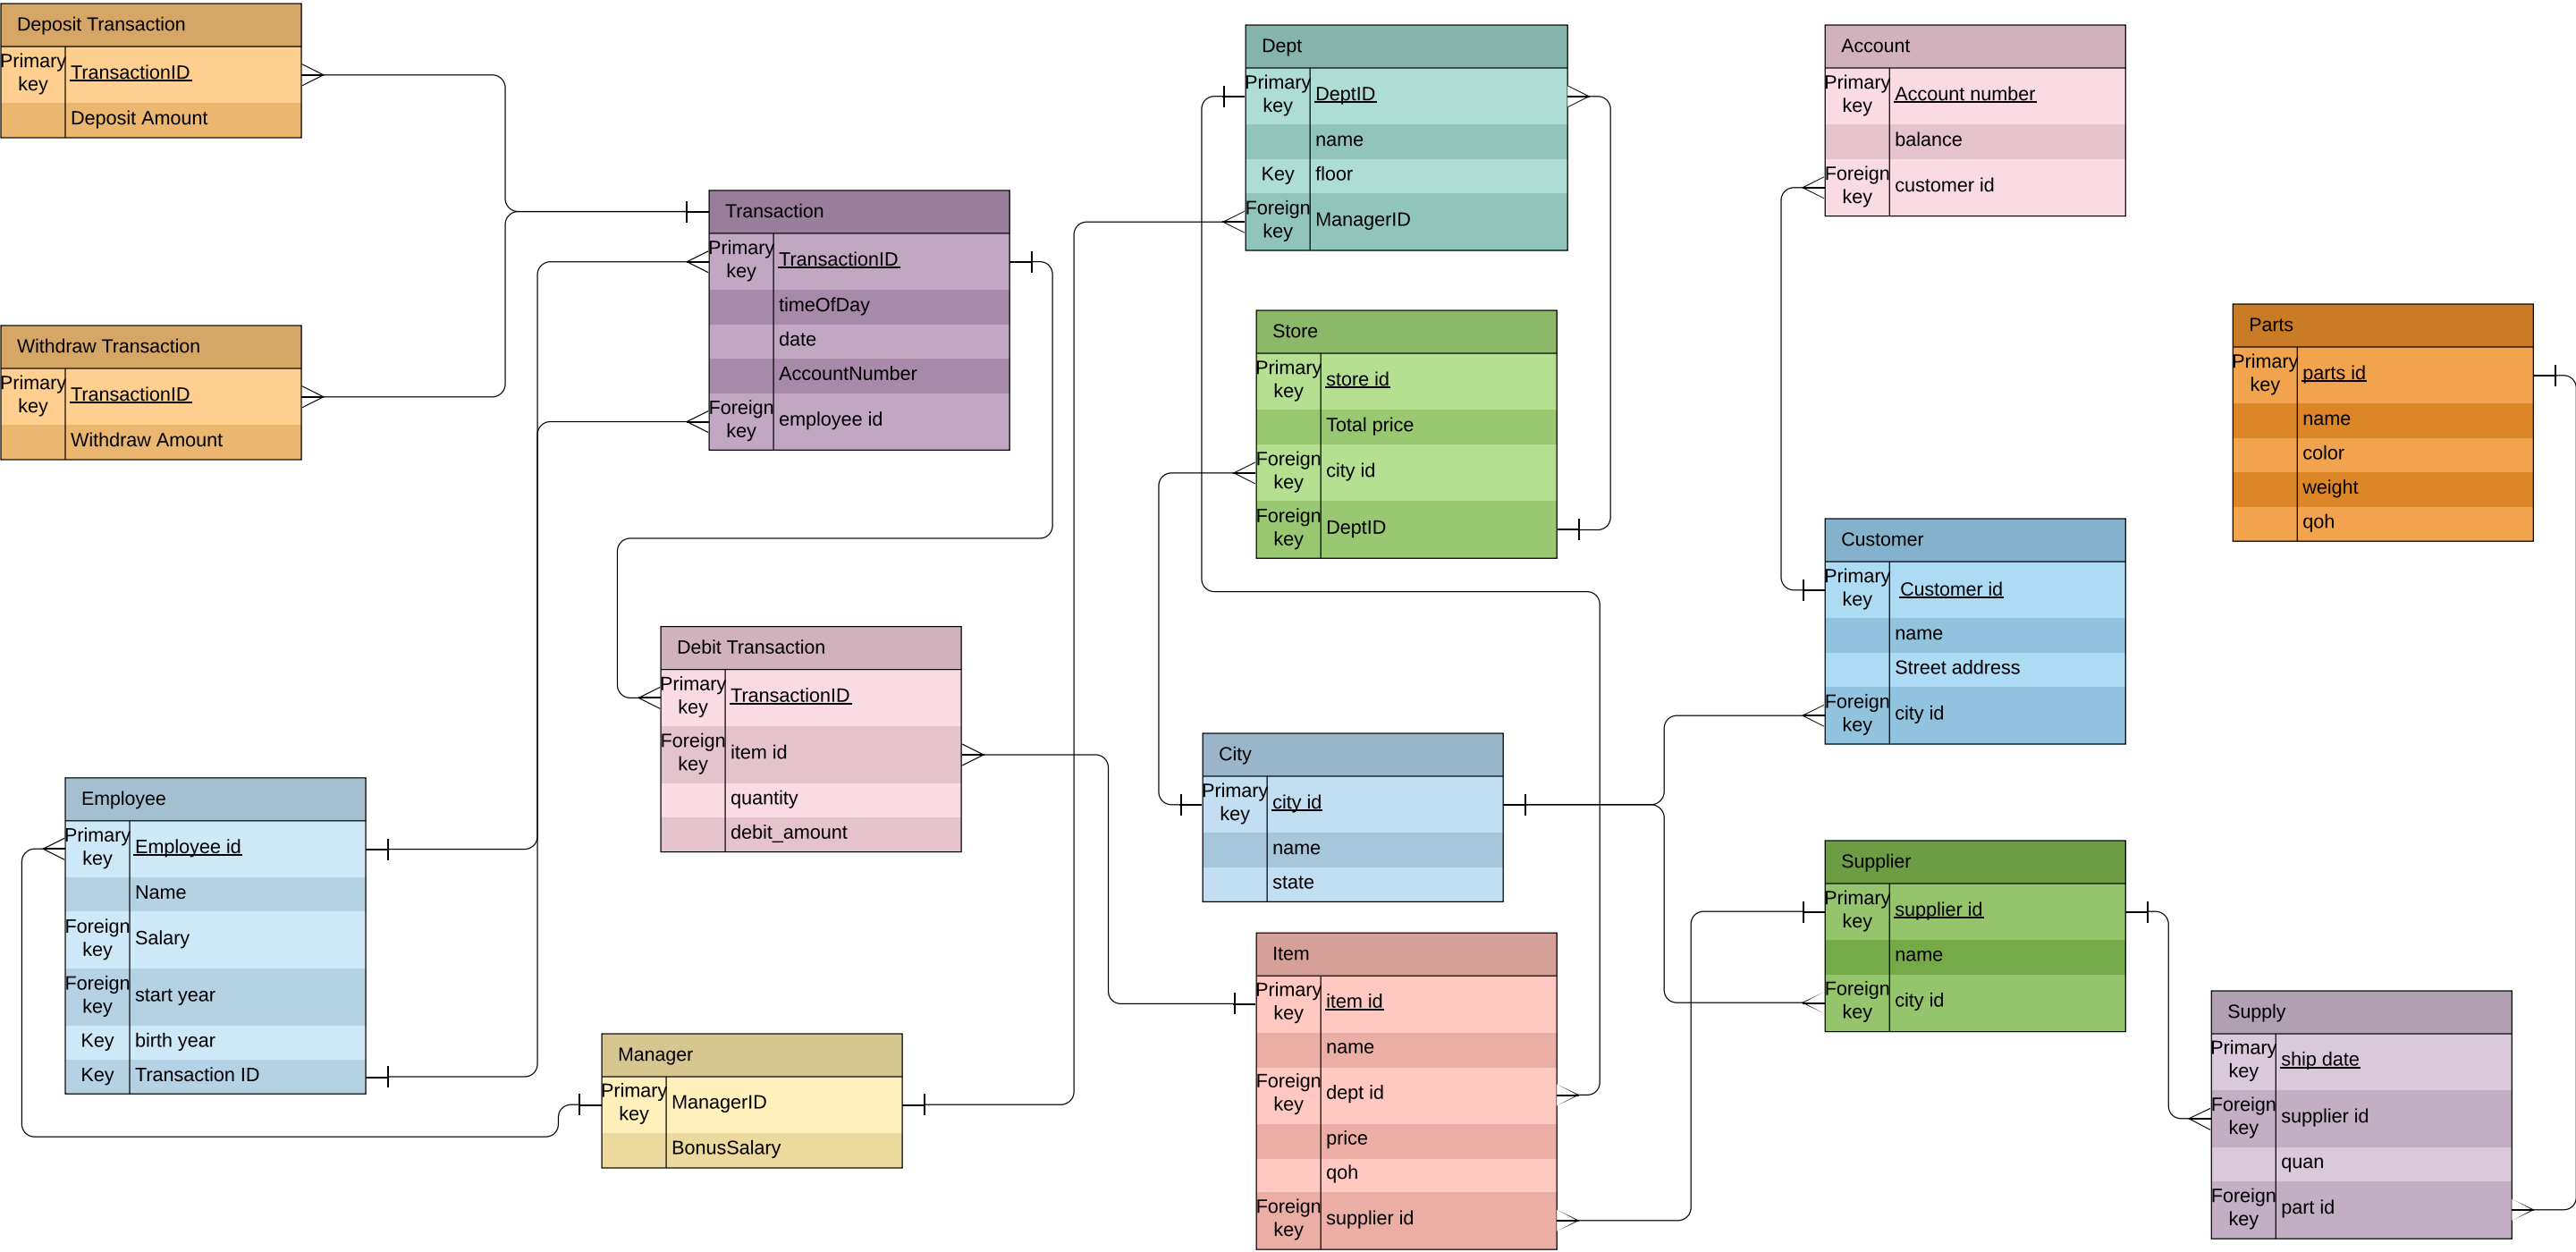 Deposit Transaction
Primary key TransactionID
Deposit Amount
Withdraw Transaction
Primary key TransactionID
Withdraw Amount
Employee
Primary key Employee id
Name
Foreign key Salary
Foreign key start year
Key birth year
Key Transaction ID
Transaction
Primary key TransactionID
timeOfDay
date
AccountNumber
Foreign key employee id
Debit Transaction
Primary key TransactionID
Foreign key item id
quantity
debit_amount
Manager
Primary key ManagerID
BonusSalary
Dept
Primary key DeptID
name
Key floor
Foreign key ManagerID
Store
Primary key store id
Total price
Foreign key city id
Foreign key DeptID
City
Primary key city id
name
state
Item
Primary key item id
name
Foreign key dept id
price
qoh
Foreign key supplier id
Account
Primary key Account number
balance
Foreign key customer id
Customer
Primary key Customer id
name
Street address
Foreign key city id
Supplier
Primary key supplier id
name
Foreign key city id
Parts
Primary key parts id
name
color
weight
qoh
Supply
Primary key ship date
Foreign key supplier id
quan
Foreign key part id